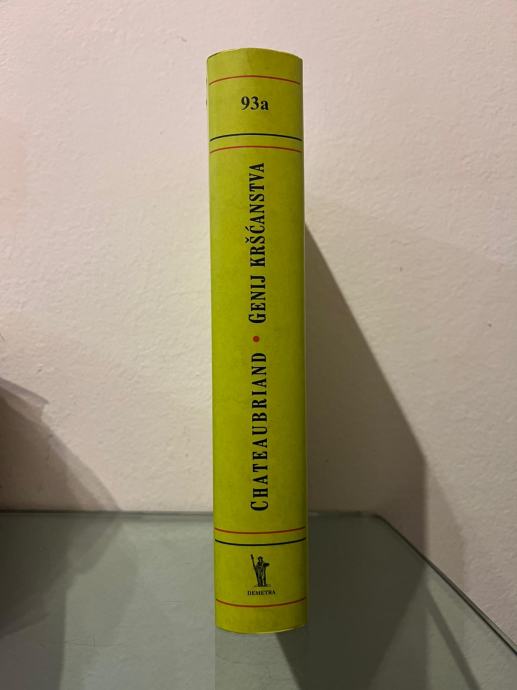 93a
CHATEAUBRIAND • GENIJ KRŠĆANSTVA
DEMETRA